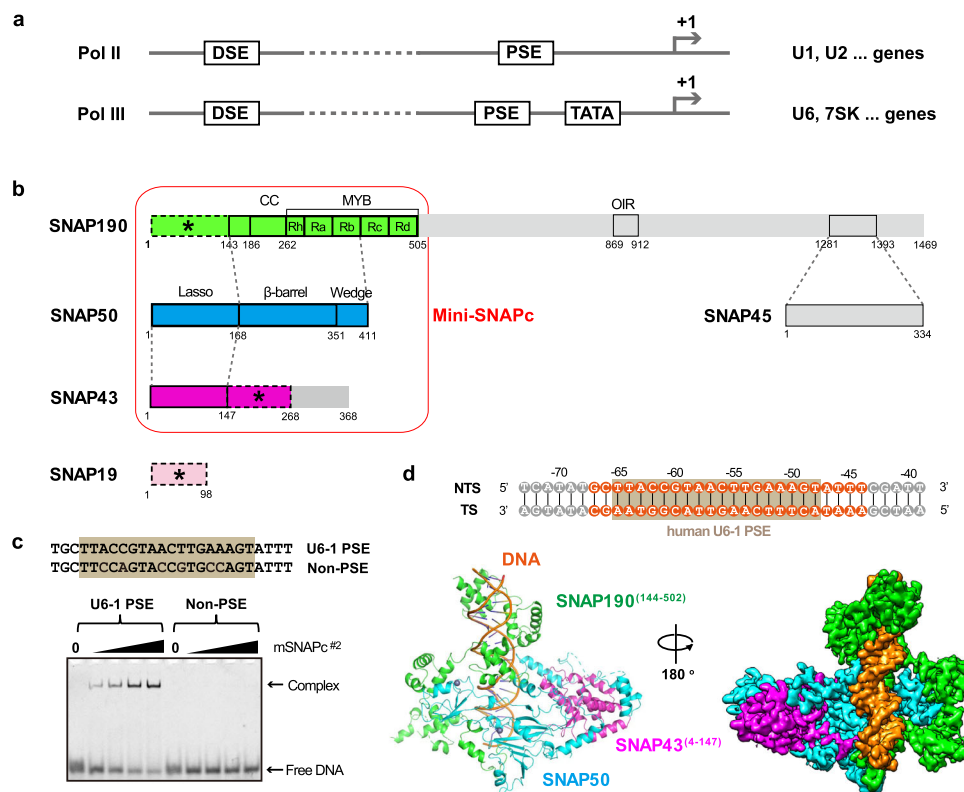 a
+1
Pol II DSE PSE U1, U2 ... genes
+1
Pol III DSE PSE TATA U6, 7SK ... genes
b
CC MYB OIR
SNAP190 * Rh Ra Rb Rc Rd
1 143 186 262 505 869 912 1281 1393 1469
Lasso β-barrel Wedge
SNAP50 Mini-SNAPc SNAP45
1 168 351 411 1 334
SNAP43 *
1 147 268 368
SNAP19 *
1 98
c
TGCTTACCGTAACTTGAAAGTATTT U6-1 PSE
TGCTTCCAGTACCGTGCCAGTATTT Non-PSE
U6-1 PSE Non-PSE
0 0 mSNAPc #2
Complex
Free DNA
d
-70 -65 -60 -55 -50 -45 -40
NTS 5' TCATATGCTTACCGTAACTTGAAAGTATTTCGATT 3'
TS 3' AGTATACGAATGGCATTGAACTTTCATAAAGCTAA 5'
human U6-1 PSE
DNA
SNAP190(144-502)
180 °
SNAP43(4-147)
SNAP50